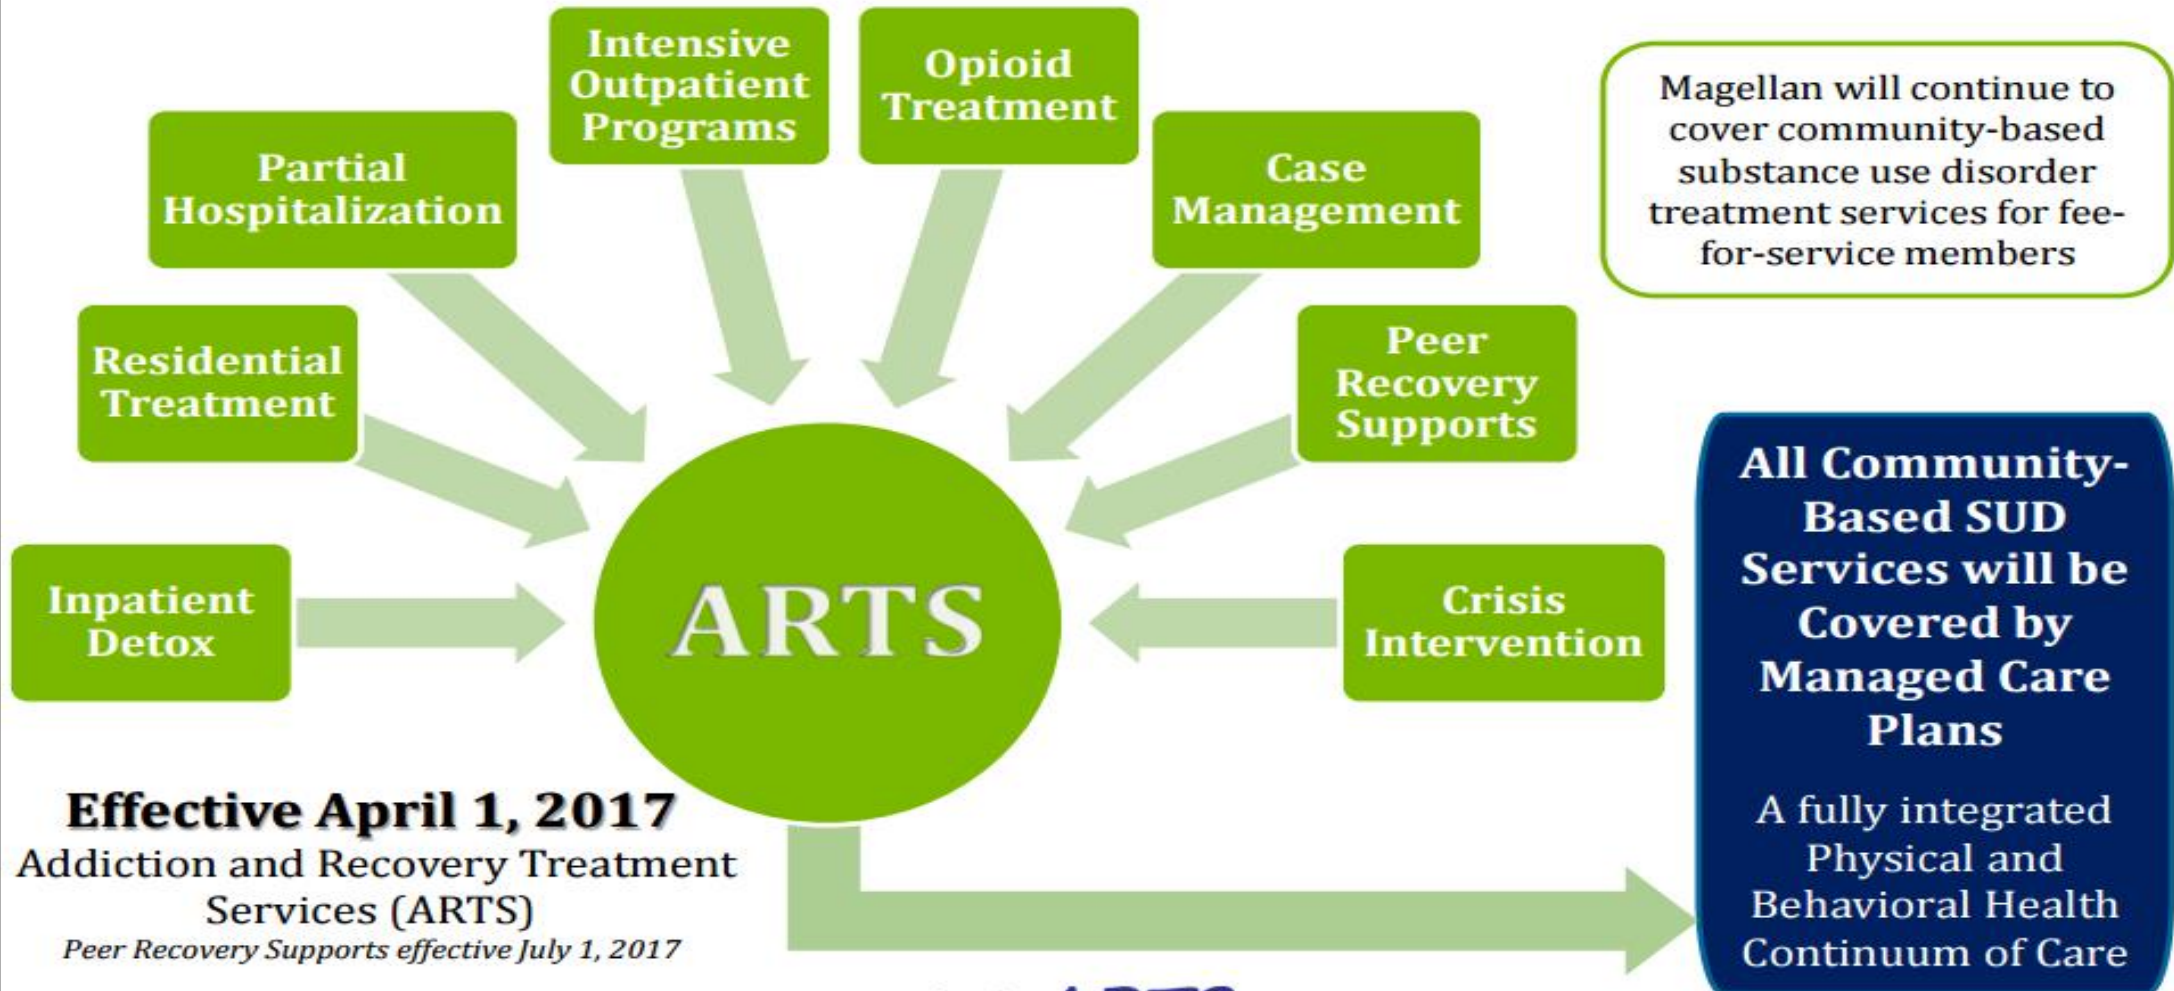 Intensive
Outpatient
Programs
Opioid
Treatment
Partial
Hospitalization
Case
Management
Magellan will continue to
cover community-based
substance use disorder
treatment services for fee-
for-service members
Residential
Treatment
Peer
Recovery
Supports
Inpatient
Detox
ARTS
Crisis
Intervention
All Community-
Based SUD
Services will be
Covered by
Managed Care
Plans
A fully integrated
Physical and
Behavioral Health
Continuum of Care
Effective April 1, 2017
Addiction and Recovery Treatment
Services (ARTS)
Peer Recovery Supports effective July 1, 2017